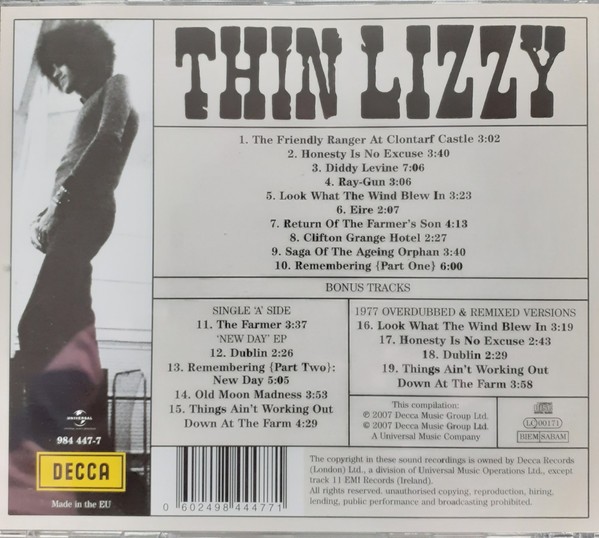 THIN LIZZY
1. The Friendly Ranger At Clontarf Castle 3:02
2. Honesty Is No Excuse 3:40
3. Diddy Levine 7:06
4. Ray-Gun 3:06
5. Look What The Wind Blew In 3:23
6. Eire 2:07
7. Return Of The Farmer's Son 4:13
8. Clifton Grange Hotel 2:27
9. Saga Of The Ageing Orphan 3:40
10. Remembering {Part One} 6:00
BONUS TRACKS
SINGLE 'A' SIDE
11. The Farmer 3:37
'NEW DAY' EP
12. Dublin 2:26
13. Remembering {Part Two}:
New Day 5:05
14. Old Moon Madness 3:53
15. Things Ain't Working Out
Down At The Farm 4:29
1977 OVERDUBBED & REMIXED VERSIONS
16. Look What The Wind Blew In 3:19
17. Honesty Is No Excuse 2:43
18. Dublin 2:29
19. Things Ain't Working Out
Down At The Farm 3:58
This compilation:
℗ 2007 Decca Music Group Ltd.
© 2007 Decca Music Group Ltd.
A Universal Music Company
LC 00171
BIEM/SABAM
UNIVERSAL
984 447-7
DECCA
Made in the EU
0 602498 444771
The copyright in these sound recordings is owned by Decca Records
(London) Ltd., a division of Universal Music Operations Ltd., except
track 11 EMI Records (Ireland).
All rights reserved. unauthorised copying, reproduction, hiring,
lending, public performance and broadcasting prohibited.